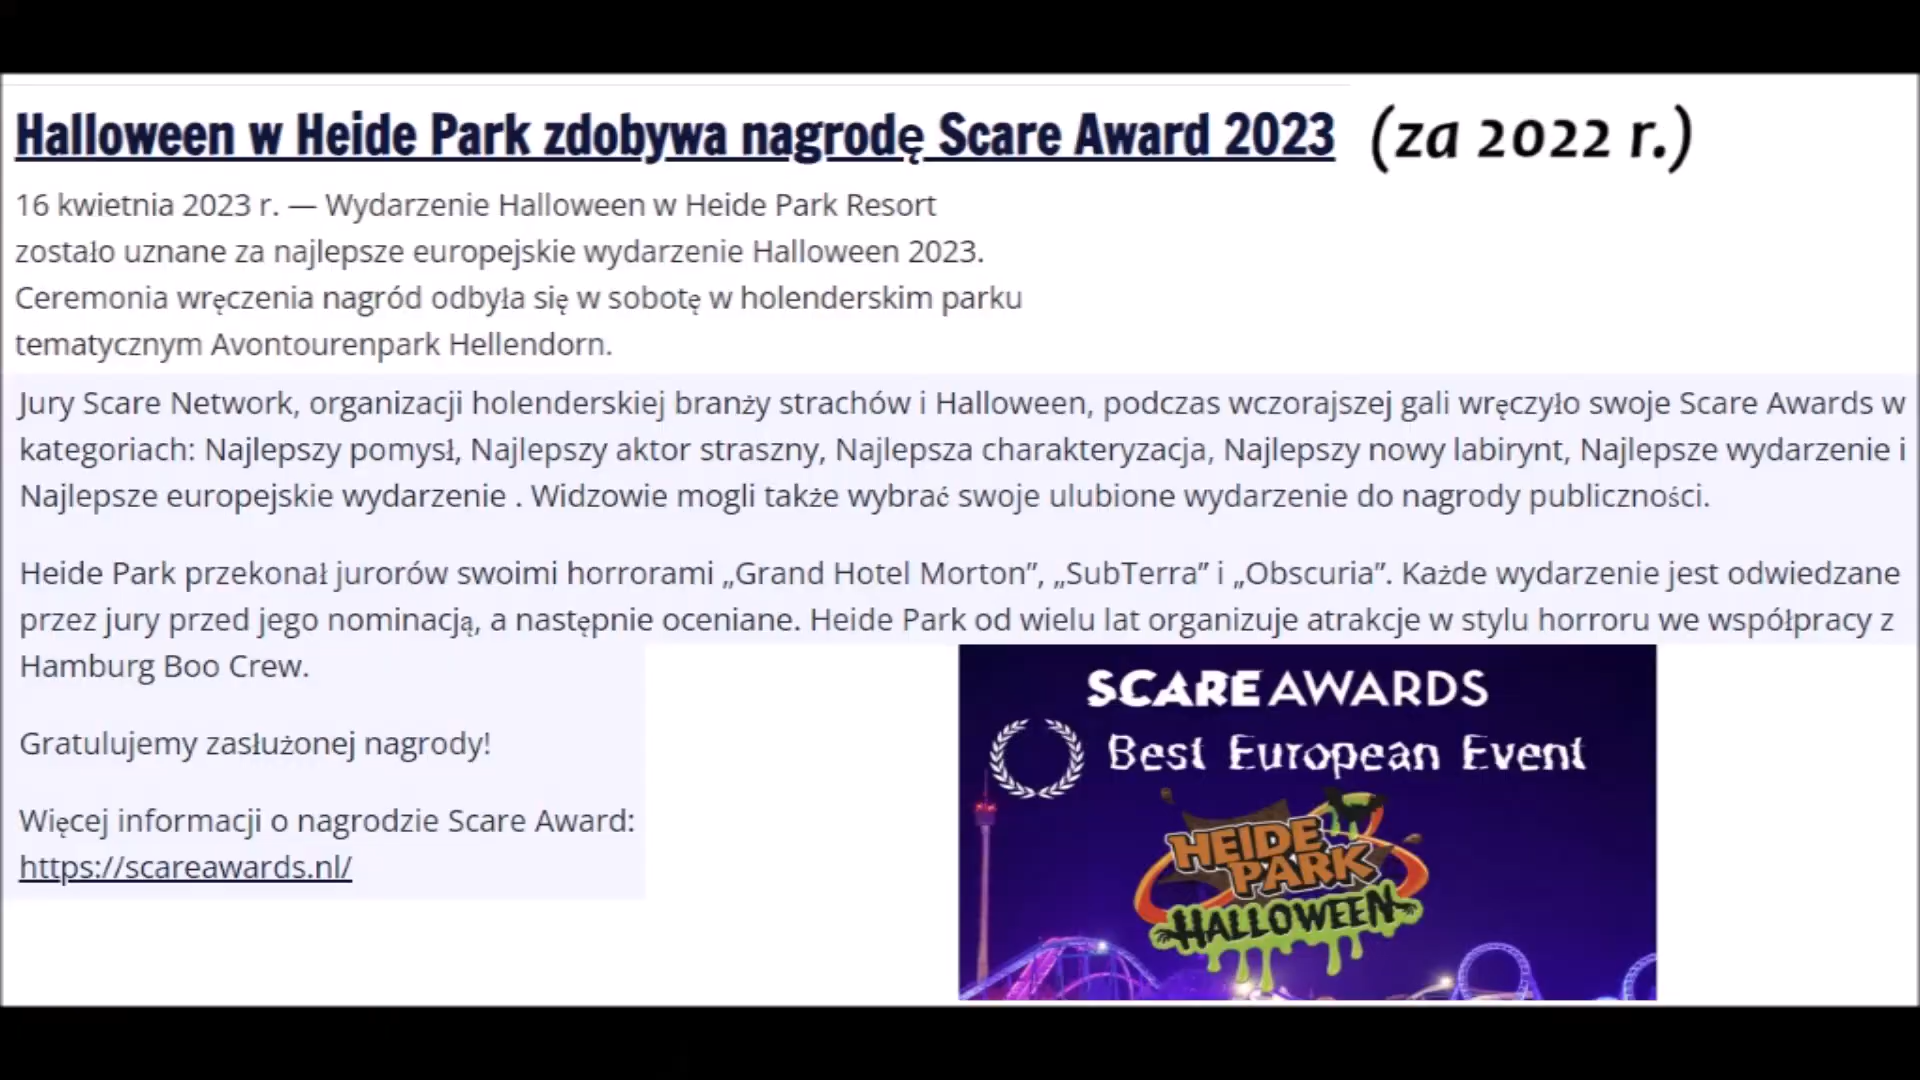 Halloween w Heide Park zdobywa nagrodę Scare Award 2023 (za 2022 r.)
16 kwietnia 2023 r. — Wydarzenie Halloween w Heide Park Resort
zostało uznane za najlepsze europejskie wydarzenie Halloween 2023.
Ceremonia wręczenia nagród odbyła się w sobotę w holenderskim parku
tematycznym Avontourenpark Hellendorn.
Jury Scare Network, organizacji holenderskiej branży strachów i Halloween, podczas wczorajszej gali wręczyło swoje Scare Awards w
kategoriach: Najlepszy pomysł, Najlepszy aktor straszny, Najlepsza charakteryzacja, Najlepszy nowy labirynt, Najlepsze wydarzenie i
Najlepsze europejskie wydarzenie . Widzowie mogli także wybrać swoje ulubione wydarzenie do nagrody publiczności.
Heide Park przekonał jurorów swoimi horrorami „Grand Hotel Morton”, „SubTerra” i „Obscuria”. Każde wydarzenie jest odwiedzane
przez jury przed jego nominacją, a następnie oceniane. Heide Park od wielu lat organizuje atrakcje w stylu horroru we współpracy z
Hamburg Boo Crew.
Gratulujemy zasłużonej nagrody!
Więcej informacji o nagrodzie Scare Award:
https://scareawards.nl/
SCARE AWARDS
Best European Event
HEIDE
PARK
HALLOWEEN